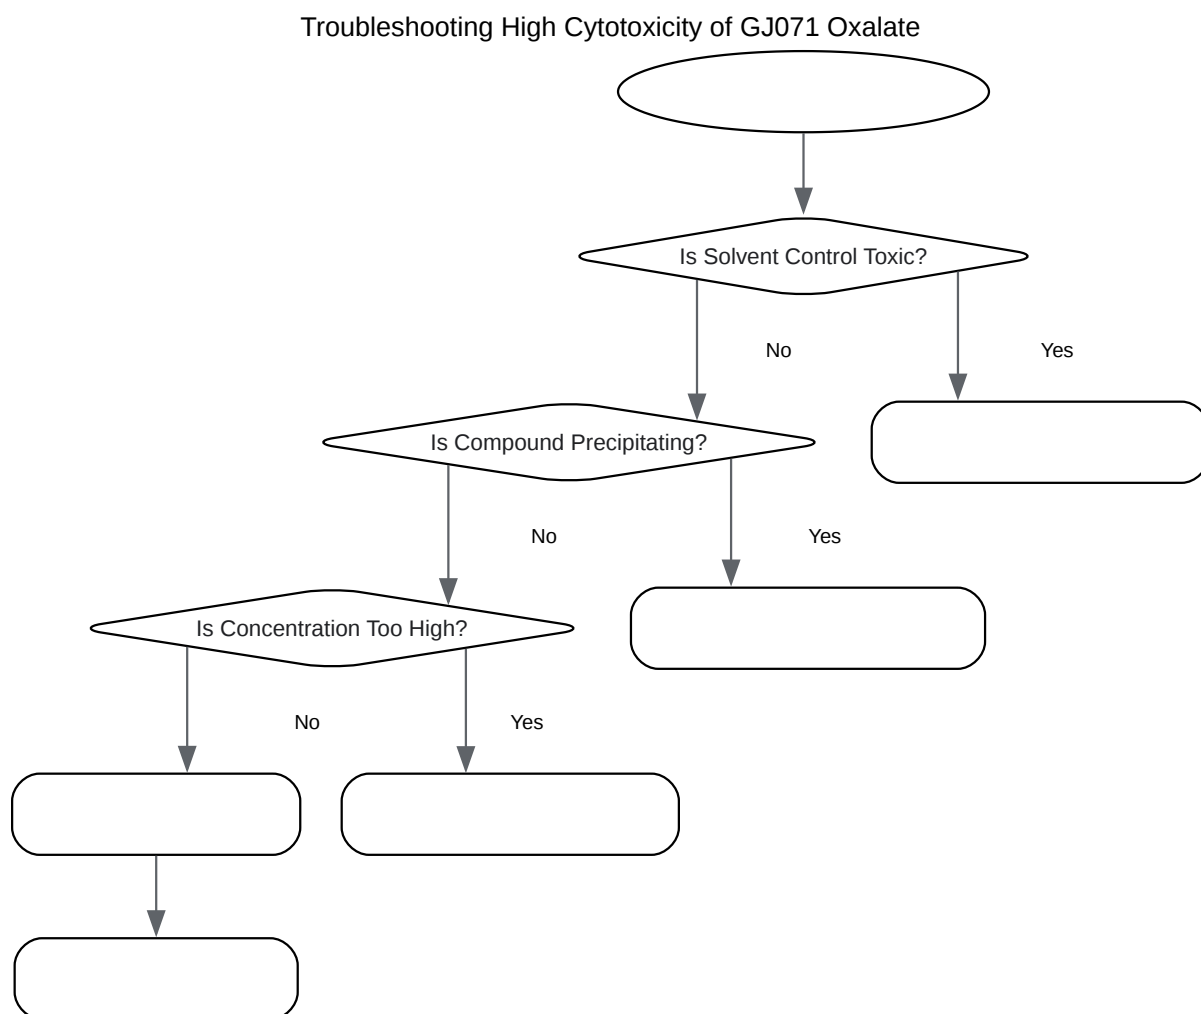 Troubleshooting High Cytotoxicity of GJ071 Oxalate
Is Solvent Control Toxic?
No
Yes
Is Compound Precipitating?
No
Yes
Is Concentration Too High?
No
Yes